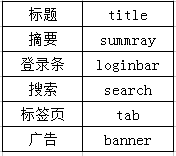 标题 title
摘要 summray
登录条 loginbar
搜索 search
标签页 tab
广告 banner